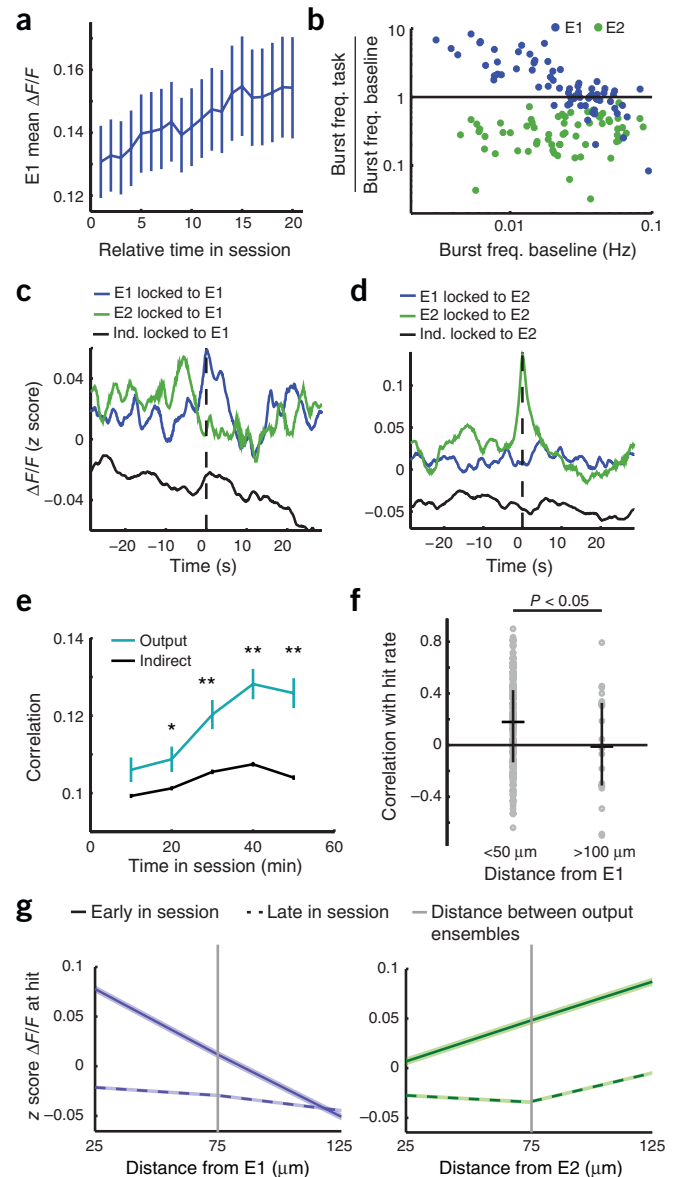 a
E1 mean ΔF/F
0.16
0.14
0.12
0 5 10 15 20
Relative time in session
b
E1 E2
Burst freq. task
Burst freq. baseline
10
1
0.1
0.01 0.1
Burst freq. baseline (Hz)
c
E1 locked to E1
E2 locked to E1
Ind. locked to E1
ΔF/F (z score)
0.04
0
−0.04
−20 −10 0 10 20
Time (s)
d
E1 locked to E2
E2 locked to E2
Ind. locked to E2
0.1
0.05
0
−0.05
−20 −10 0 10 20
Time (s)
e
Output
Indirect
Correlation
0.14
0.12
0.1
* ** ** **
0 20 40 60
Time in session (min)
f
P < 0.05
Correlation with hit rate
0.8
0.4
0
−0.4
<50 μm >100 μm
Distance from E1
g
Early in session Late in session Distance between output
ensembles
z score ΔF/F at hit
0.1
0.05
0
−0.05
25 75 125
Distance from E1 (μm)
0.1
0.05
0
−0.05
25 75 125
Distance from E2 (μm)